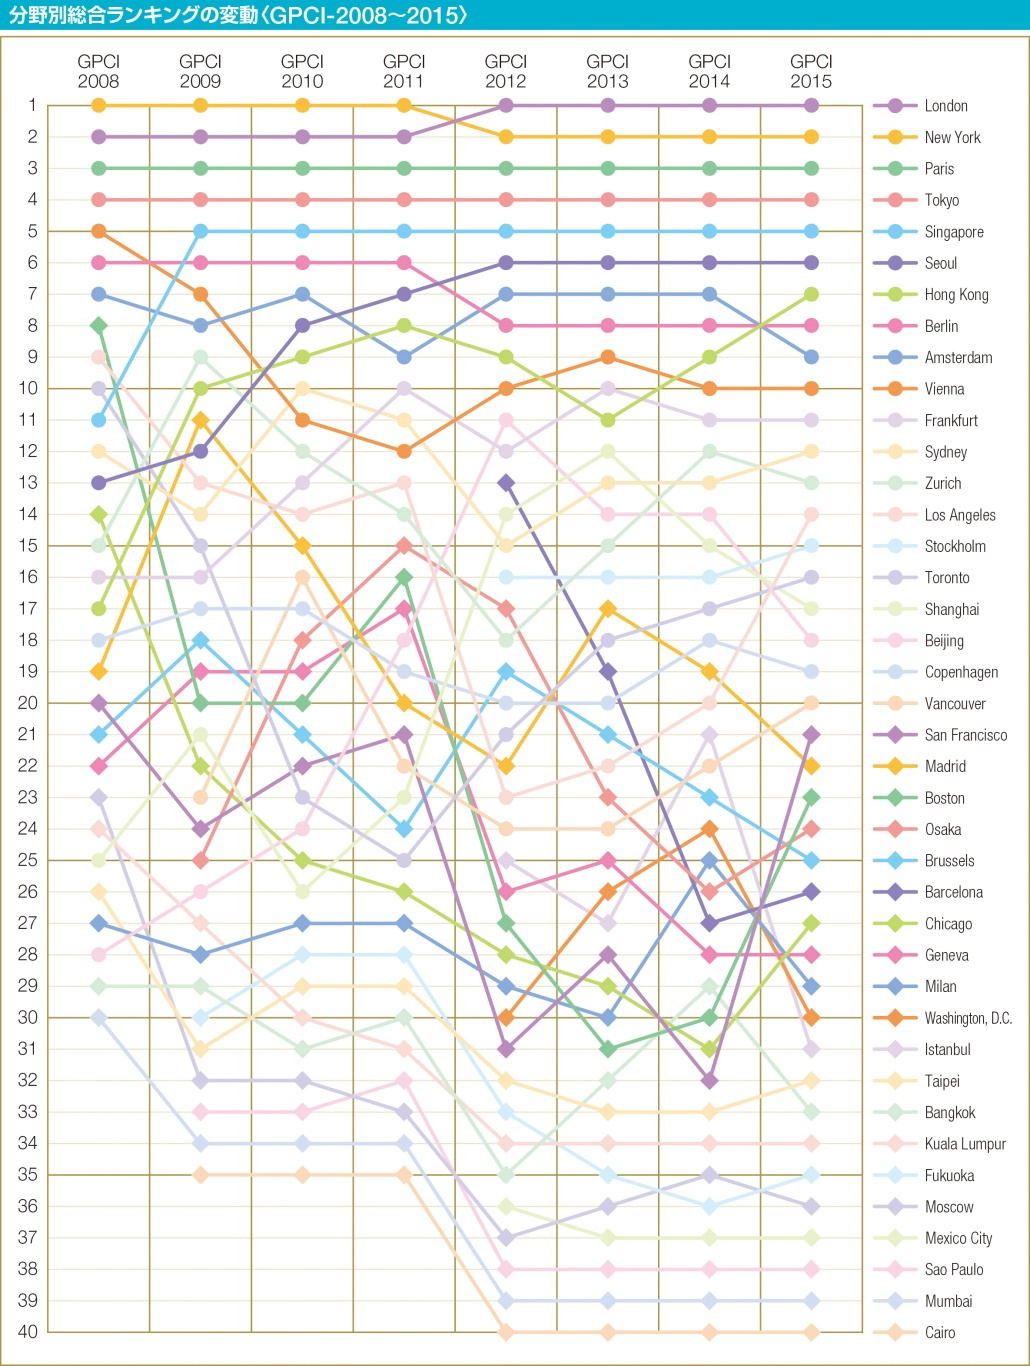 分野別総合ランキングの変動〈GPCI-2008〜2015〉
GPCI 2008
GPCI 2009
GPCI 2010
GPCI 2011
GPCI 2012
GPCI 2013
GPCI 2014
GPCI 2015
1 London
2 New York
3 Paris
4 Tokyo
5 Singapore
6 Seoul
7 Hong Kong
8 Berlin
9 Amsterdam
10 Vienna
11 Frankfurt
12 Sydney
13 Zurich
14 Los Angeles
15 Stockholm
16 Toronto
17 Shanghai
18 Beijing
19 Copenhagen
20 Vancouver
21 San Francisco
22 Madrid
23 Boston
24 Osaka
25 Brussels
26 Barcelona
27 Chicago
28 Geneva
29 Milan
30 Washington, D.C.
31 Istanbul
32 Taipei
33 Bangkok
34 Kuala Lumpur
35 Fukuoka
36 Moscow
37 Mexico City
38 Sao Paulo
39 Mumbai
40 Cairo